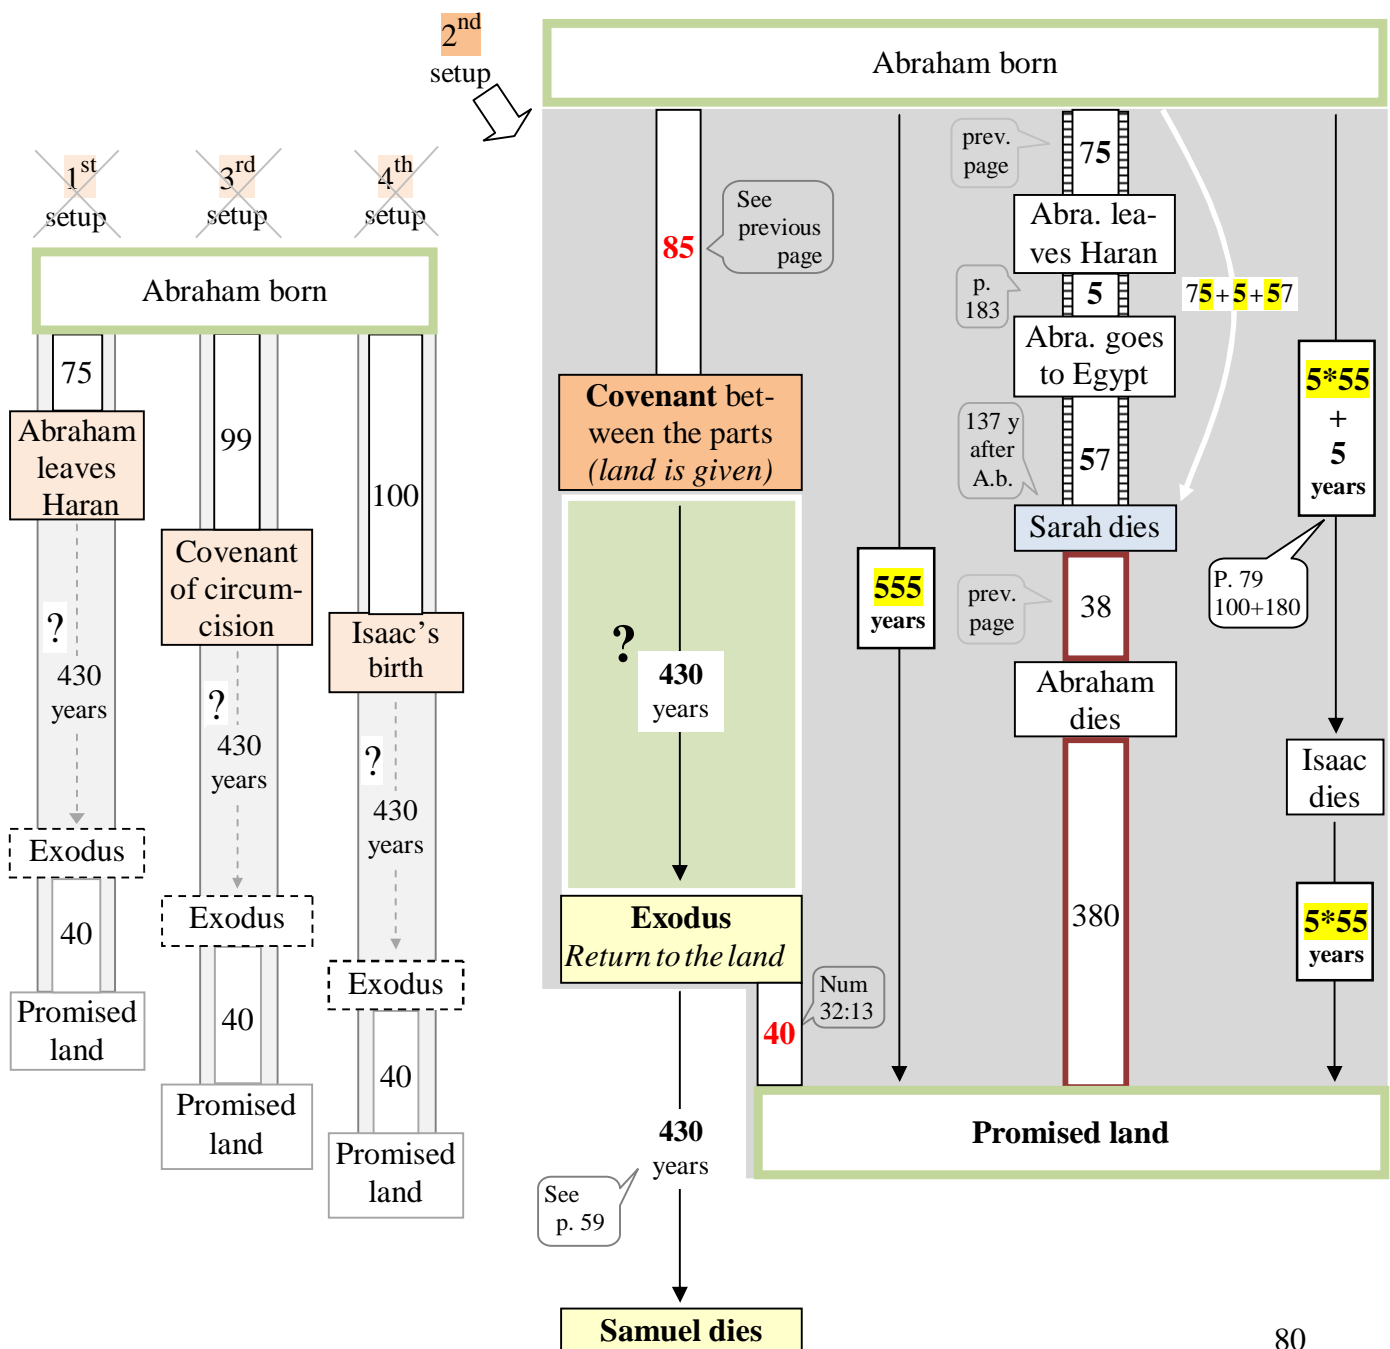 2nd
setup
Abraham born
1st
setup
3rd
setup
4th
setup
Abraham born
75
Abraham
leaves
Haran
?
430
years
Exodus
40
Promised
land
99
Covenant
of circum-
cision
?
430
years
Exodus
40
Promised
land
100
Isaac’s
birth
?
430
years
Exodus
40
Promised
land
85
See
previous
page
Covenant bet-
ween the parts
(land is given)
?
430
years
Exodus
Return to the land
40
Num
32:13
430
years
See
p. 59
Samuel dies
555
years
prev.
page
75
Abra. lea-
ves Haran
p.
183
5
Abra. goes
to Egypt
137 y
after
A.b.
57
75+5+57
Sarah dies
prev.
page
38
Abraham
dies
380
5*55
+
5
years
P. 79
100+180
Isaac
dies
5*55
years
Promised land
80